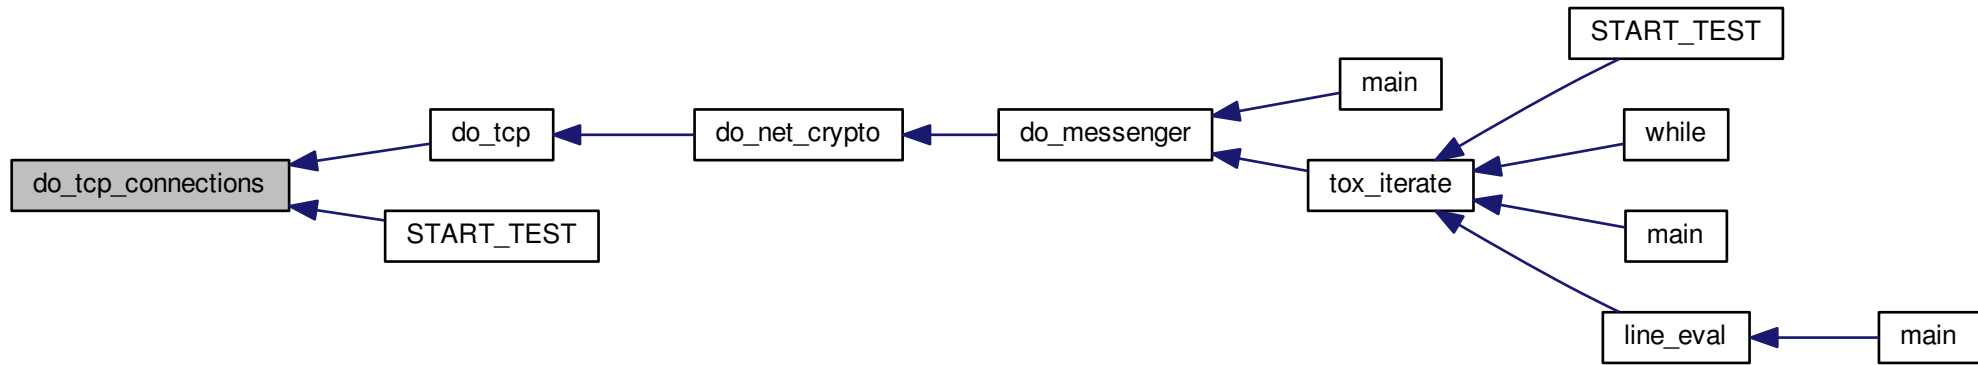 START_TEST
main
do_tcp
do_net_crypto
do_messenger
while
do_tcp_connections
tox_iterate
START_TEST
main
line_eval
main